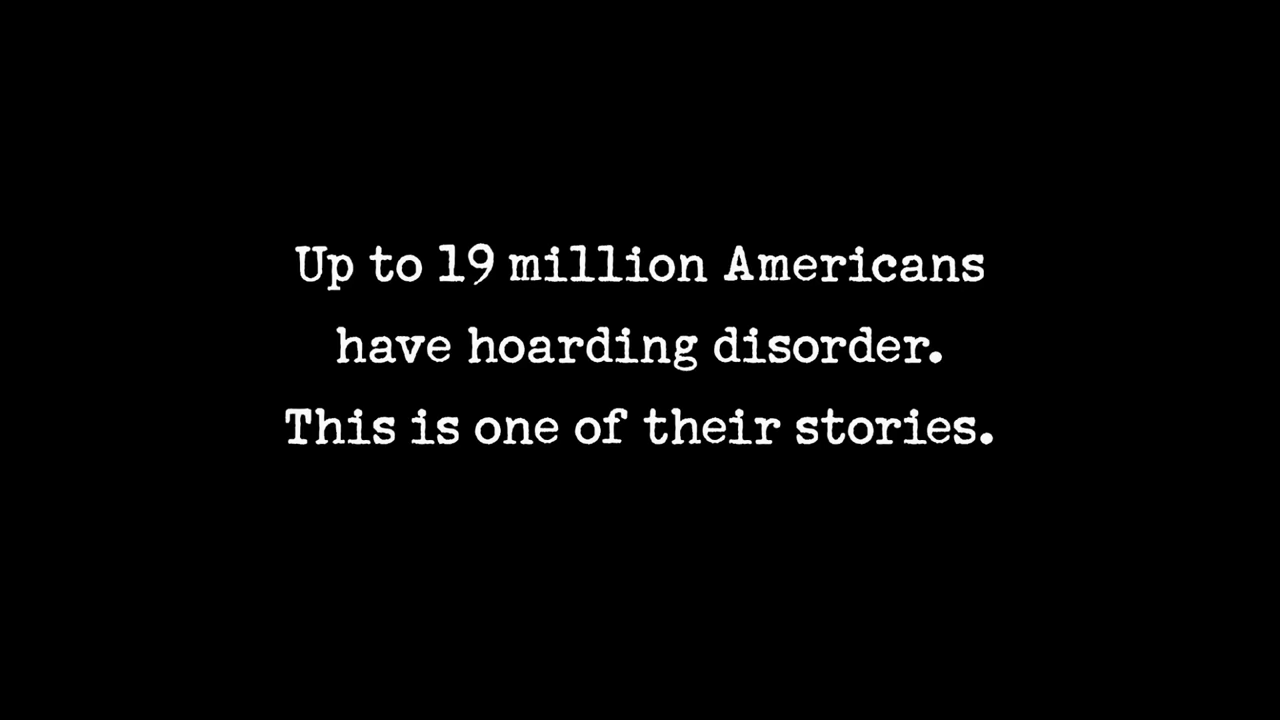 Up to 19 million Americans
have hoarding disorder.
This is one of their stories.